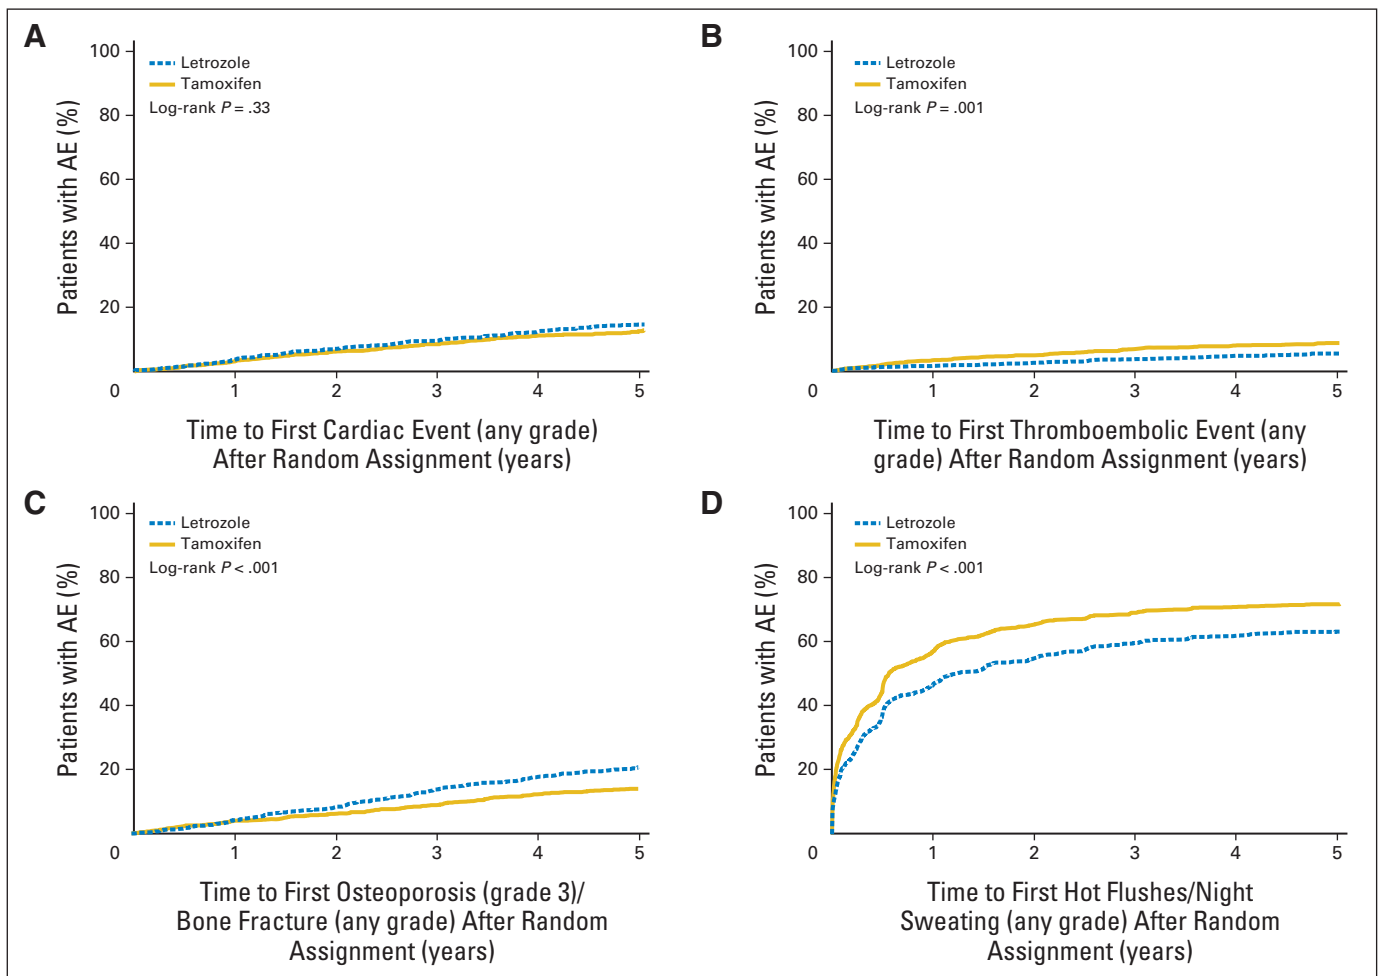 A
100
80
60
40
20
0
Patients with AE (%)
Letrozole
Tamoxifen
Log-rank P = .33
1 2 3 4 5
Time to First Cardiac Event (any grade)
After Random Assignment (years)
B
100
80
60
40
20
0
Patients with AE (%)
Letrozole
Tamoxifen
Log-rank P = .001
1 2 3 4 5
Time to First Thromboembolic Event (any
grade) After Random Assignment (years)
C
100
80
60
40
20
0
Patients with AE (%)
Letrozole
Tamoxifen
Log-rank P < .001
1 2 3 4 5
Time to First Osteoporosis (grade 3)/
Bone Fracture (any grade) After Random
Assignment (years)
D
100
80
60
40
20
0
Patients with AE (%)
Letrozole
Tamoxifen
Log-rank P < .001
1 2 3 4 5
Time to First Hot Flushes/Night
Sweating (any grade) After Random
Assignment (years)